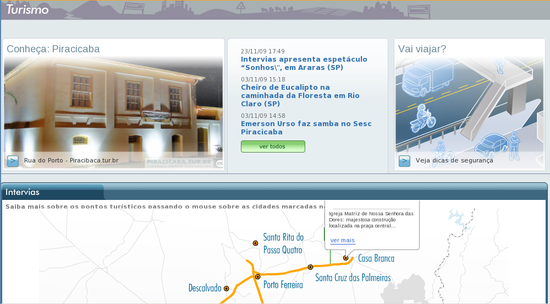 Turismo
Conheça: Piracicaba
Rua do Porto - Piracibaca.tur.br
23/11/09 17:49
Intervias apresenta espetáculo
"Sonhos\", em Araras (SP)
03/11/09 15:18
Cheiro de Eucalipto na
caminhada da Floresta em Rio
Claro (SP)
03/11/09 14:58
Emerson Urso faz samba no Sesc
Piracicaba
ver todos
Vai viajar?
Veja dicas de segurança
Intervias
Saiba mais sobre os pontos turísticos passando o mouse sobre as cidades marcadas n
Igreja Matriz de Nossa Senhora das
Dores: majestosa construção
localizada na praça central...
ver mais
Santa Rita do
Passa Quatro
Casa Branca
Santa Cruz das Palmeiras
Porto Ferreira
Descalvado